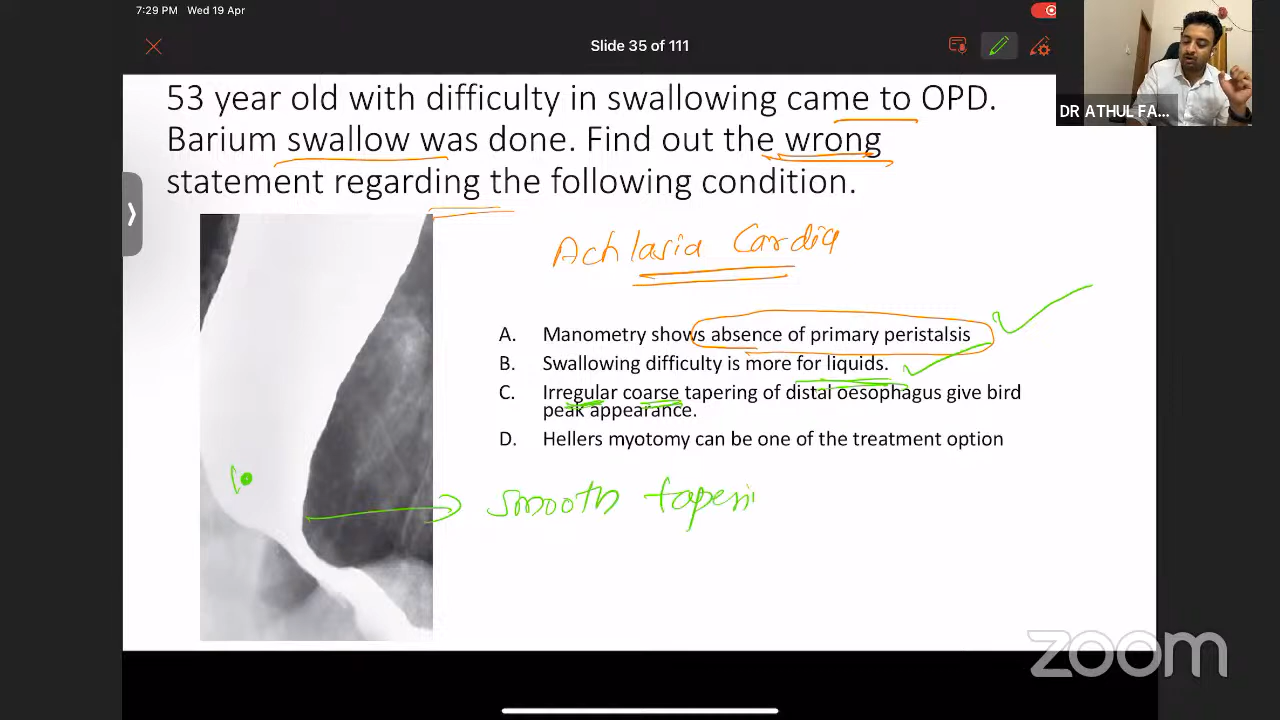 7:29 PM Wed 19 Apr
Slide 35 of 111
DR ATHUL FA...
53 year old with difficulty in swallowing came to OPD.
Barium swallow was done. Find out the wrong
statement regarding the following condition.
Achlasia Cardia
A. Manometry shows absence of primary peristalsis
B. Swallowing difficulty is more for liquids.
C. Irregular coarse tapering of distal oesophagus give bird
peak appearance.
D. Hellers myotomy can be one of the treatment option
smooth taperi
zoom